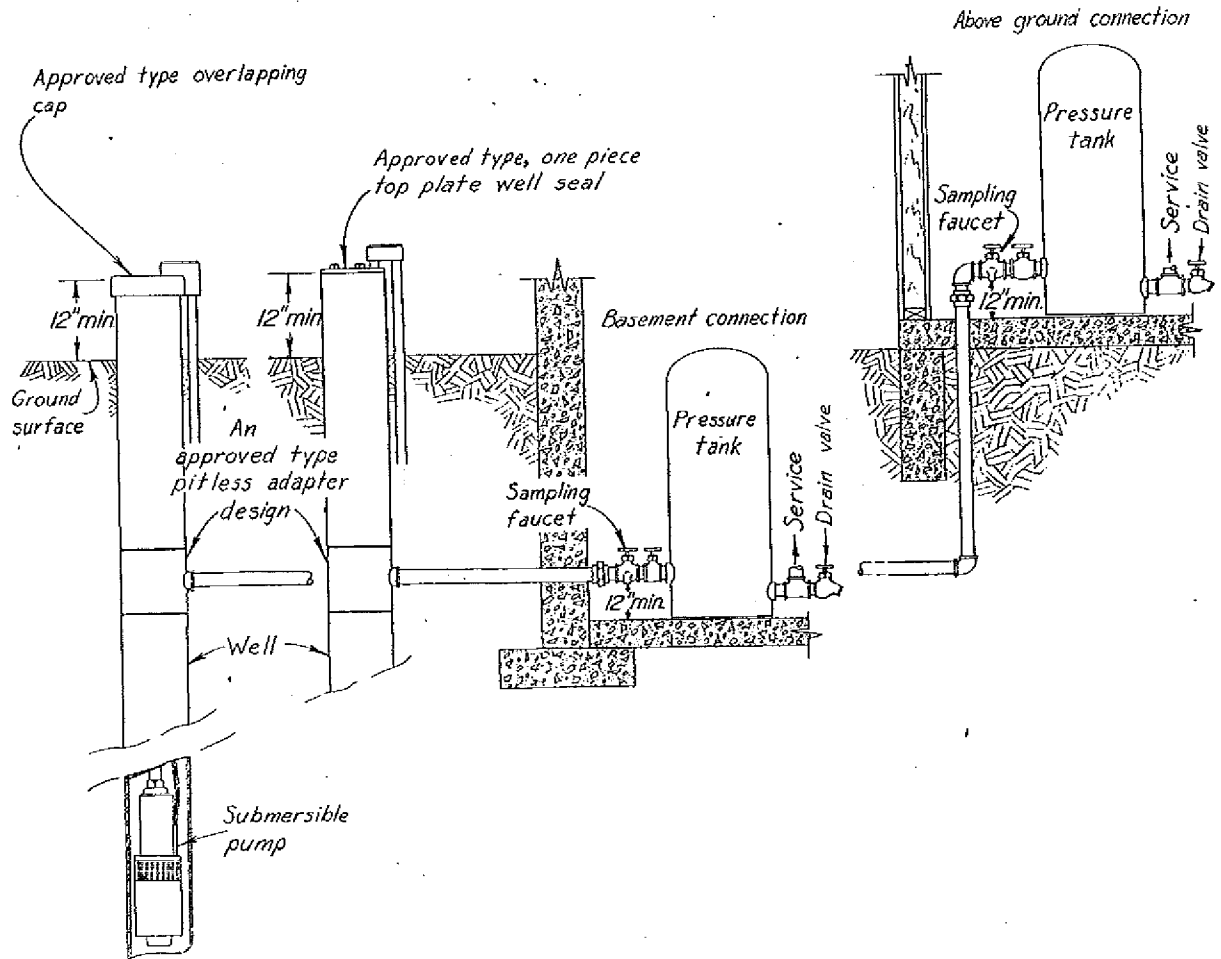 Above ground connection
Approved type overlapping
cap
Approved type, one piece
top plate well seal
Pressure
tank
Sampling
faucet
Service
Drain valve
12"min.
12"min.
12"min.
Basement connection
Ground
surface
An
approved type
pitless adapter
design
Pressure
tank
Sampling
faucet
Service
Drain valve
12"min.
Well
Submersible
pump